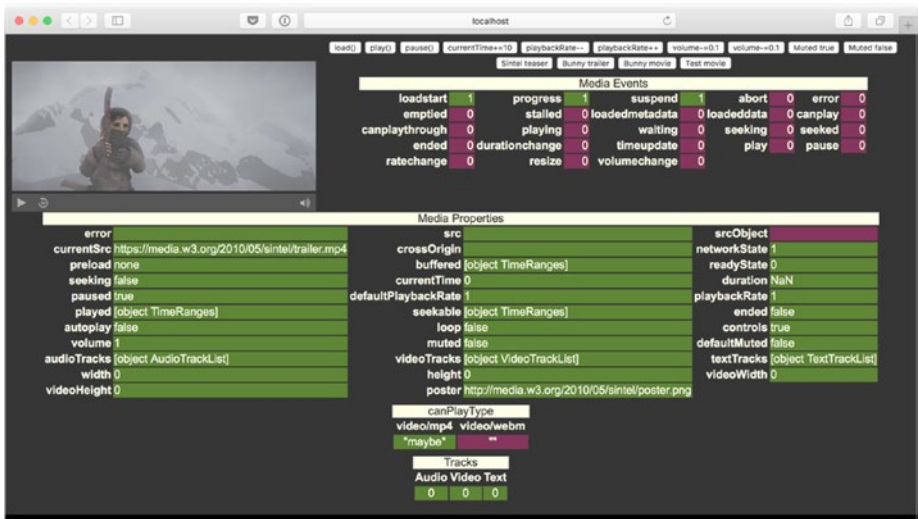 localhost
load() play() pause() currentTime+=10 playbackRate-- playbackRate++ volume-=0.1 volume-=0.1 Muted true Muted false
Sintel teaser Bunny trailer Bunny movie Test movie
Media Events
loadstart 1 progress 1 suspend 1 abort 0 error 0
emptied 0 stalled 0 loadedmetadata 0 loadeddata 0 canplay 0
canplaythrough 0 playing 0 waiting 0 seeking 0 seeked 0
ended 0 durationchange 0 timeupdate 0 play 0 pause 0
ratechange 0 resize 0 volumechange 0
Media Properties
error src srcObject
currentSrc https://media.w3.org/2010/05/sintel/trailer.mp4 crossOrigin networkState 1
preload none buffered [object TimeRanges] readyState 0
seeking false currentTime 0 duration NaN
paused true defaultPlaybackRate 1 playbackRate 1
played [object TimeRanges] seekable [object TimeRanges] ended false
autoplay false loop false controls true
volume 1 muted false defaultMuted false
audioTracks [object AudioTrackList] videoTracks [object VideoTrackList] textTracks [object TextTrackList]
width 0 height 0 videoWidth 0
videoHeight 0 poster http://media.w3.org/2010/05/sintel/poster.png
canPlayType
video/mp4 video/webm
"maybe" ""
Tracks
Audio Video Text
0 0 0